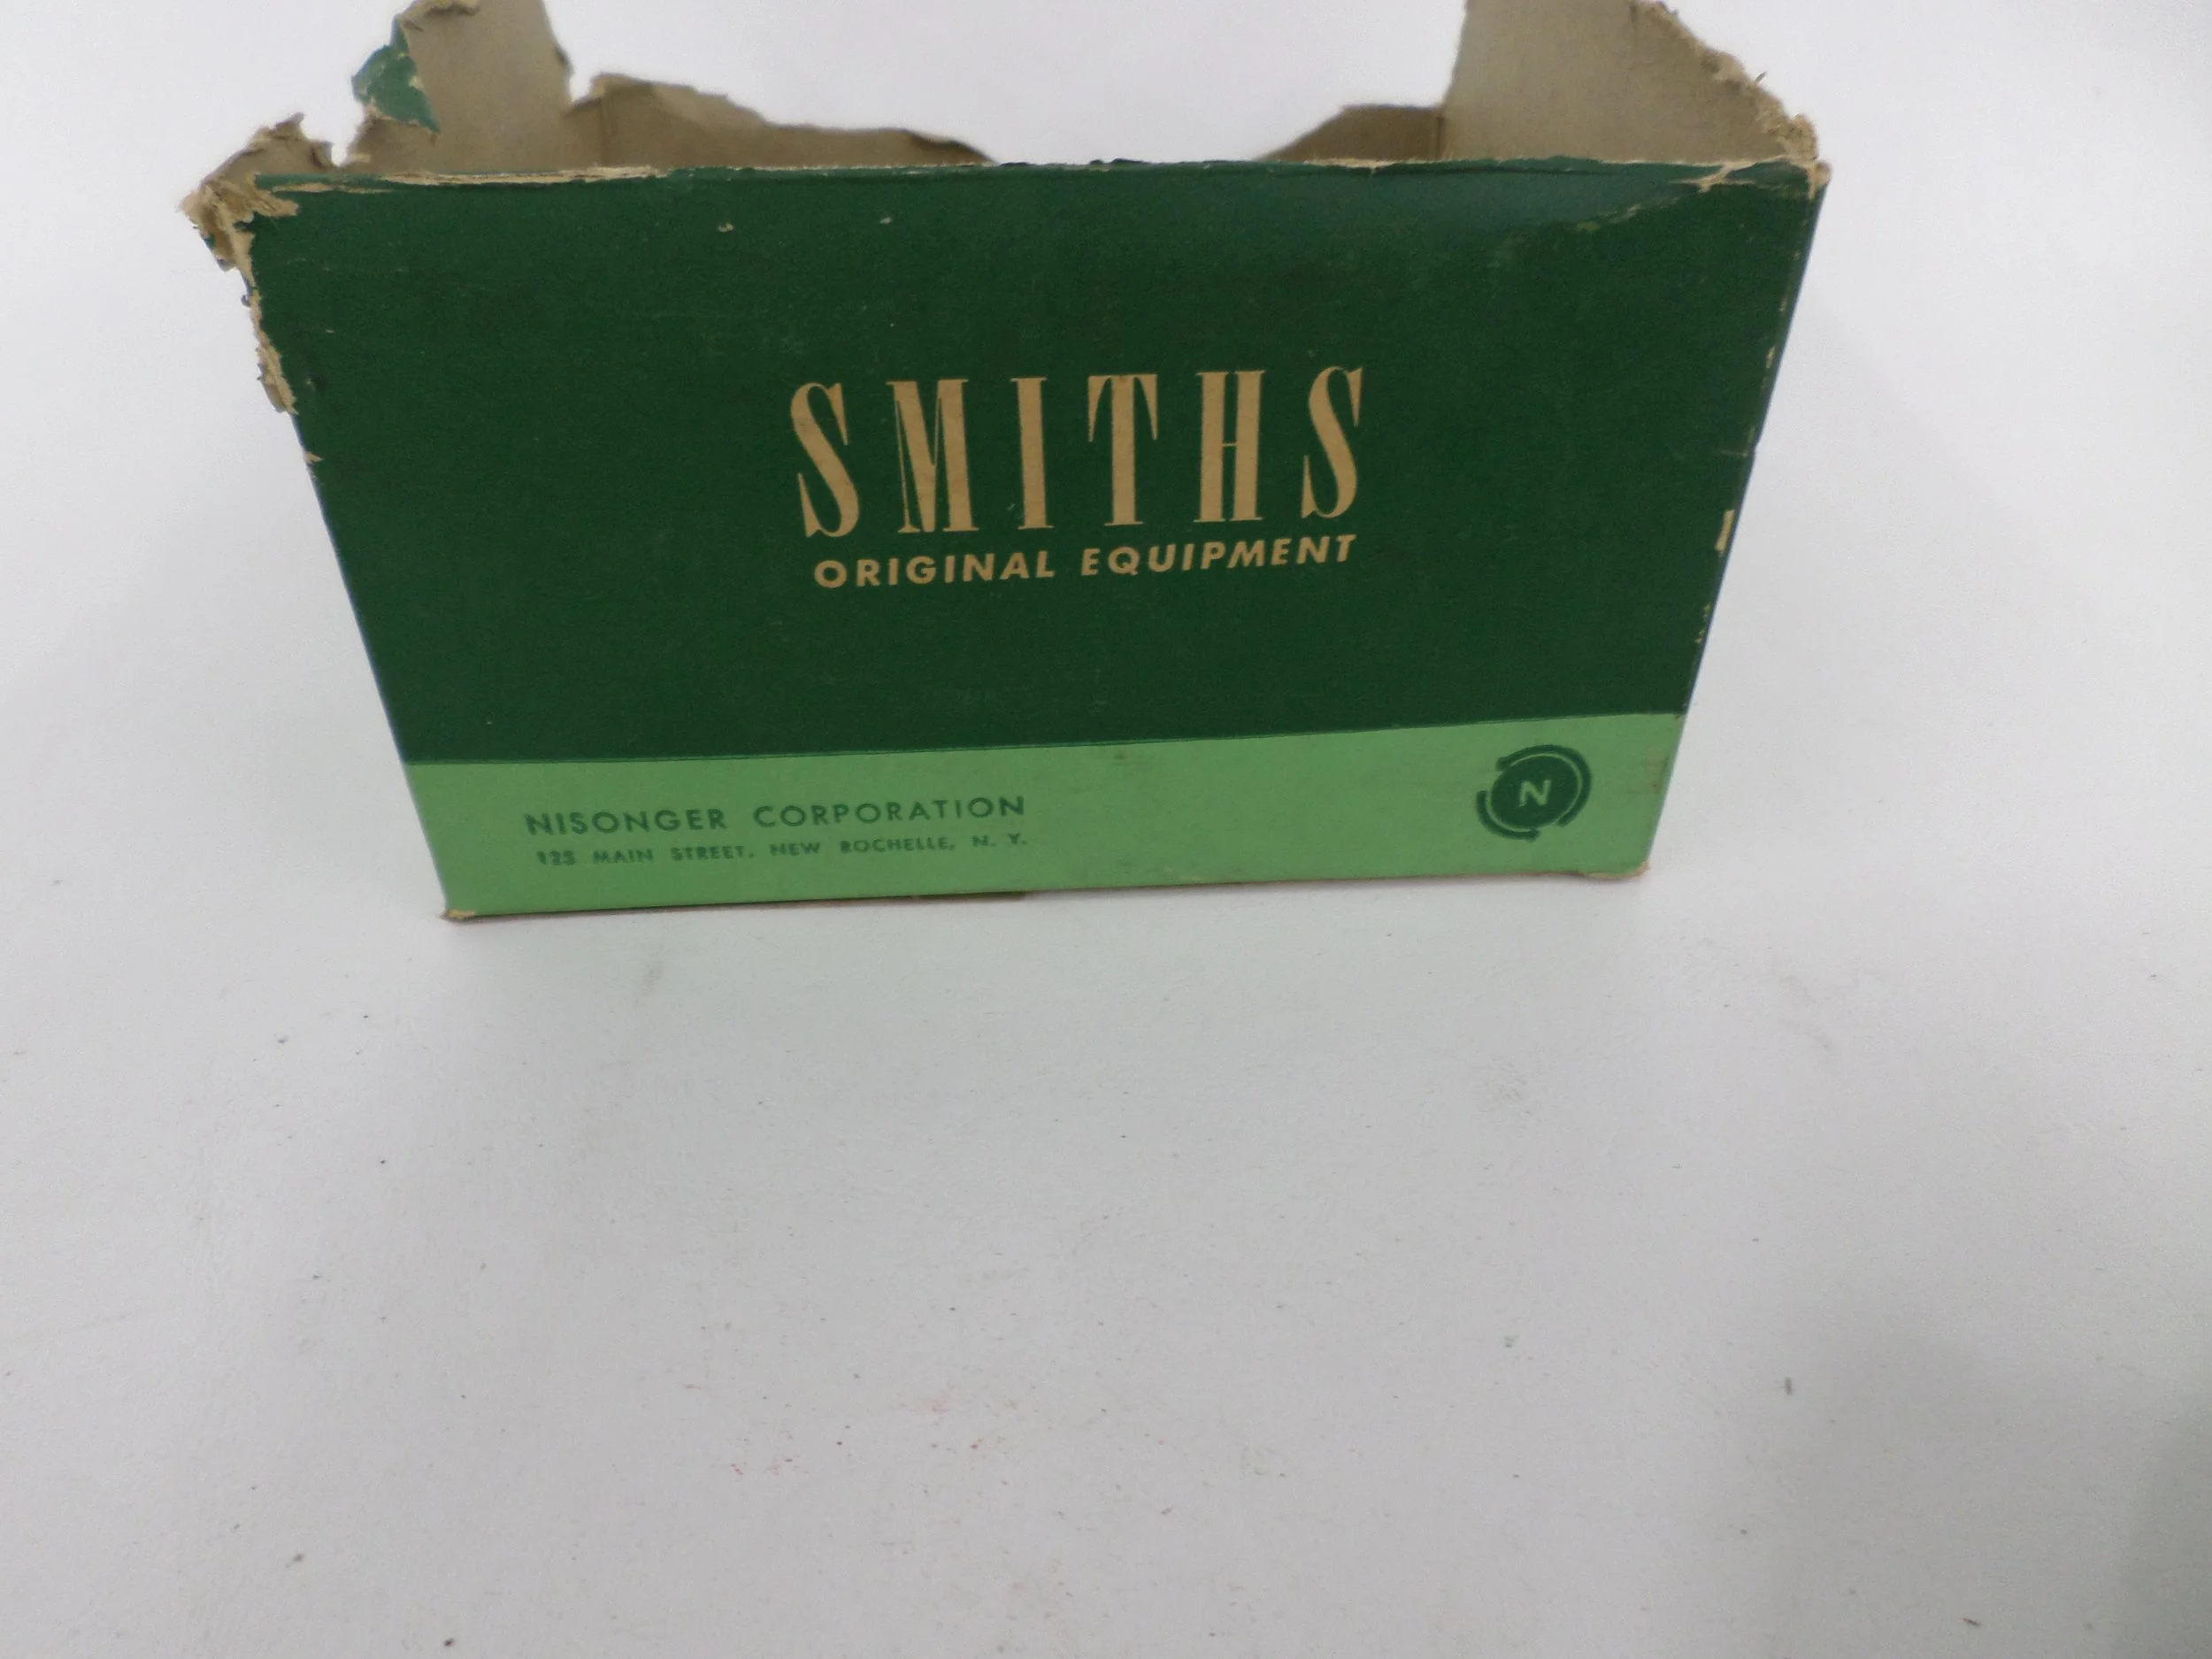 SMITHS
ORIGINAL EQUIPMENT
NISONGER CORPORATION
125 MAIN STREET, NEW ROCHELLE, N. Y.
N